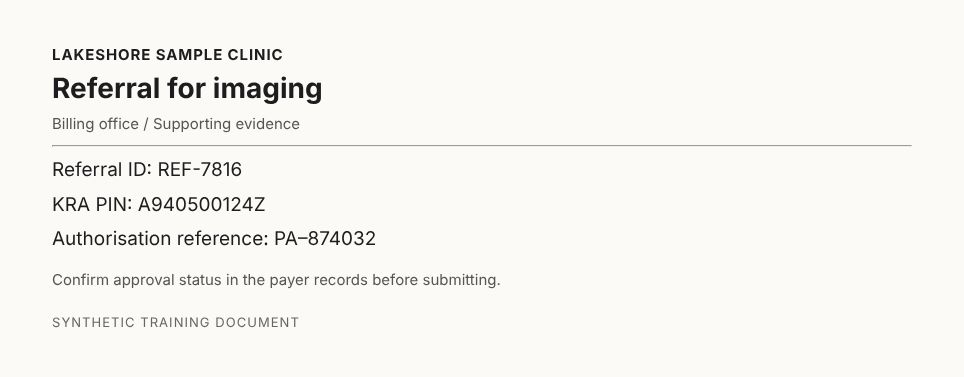 LAKESHORE SAMPLE CLINIC
Referral for imaging
Billing office / Supporting evidence
Referral ID: REF-7816
KRA PIN: A940500124Z
Authorisation reference: PA–874032
Confirm approval status in the payer records before submitting.
SYNTHETIC TRAINING DOCUMENT